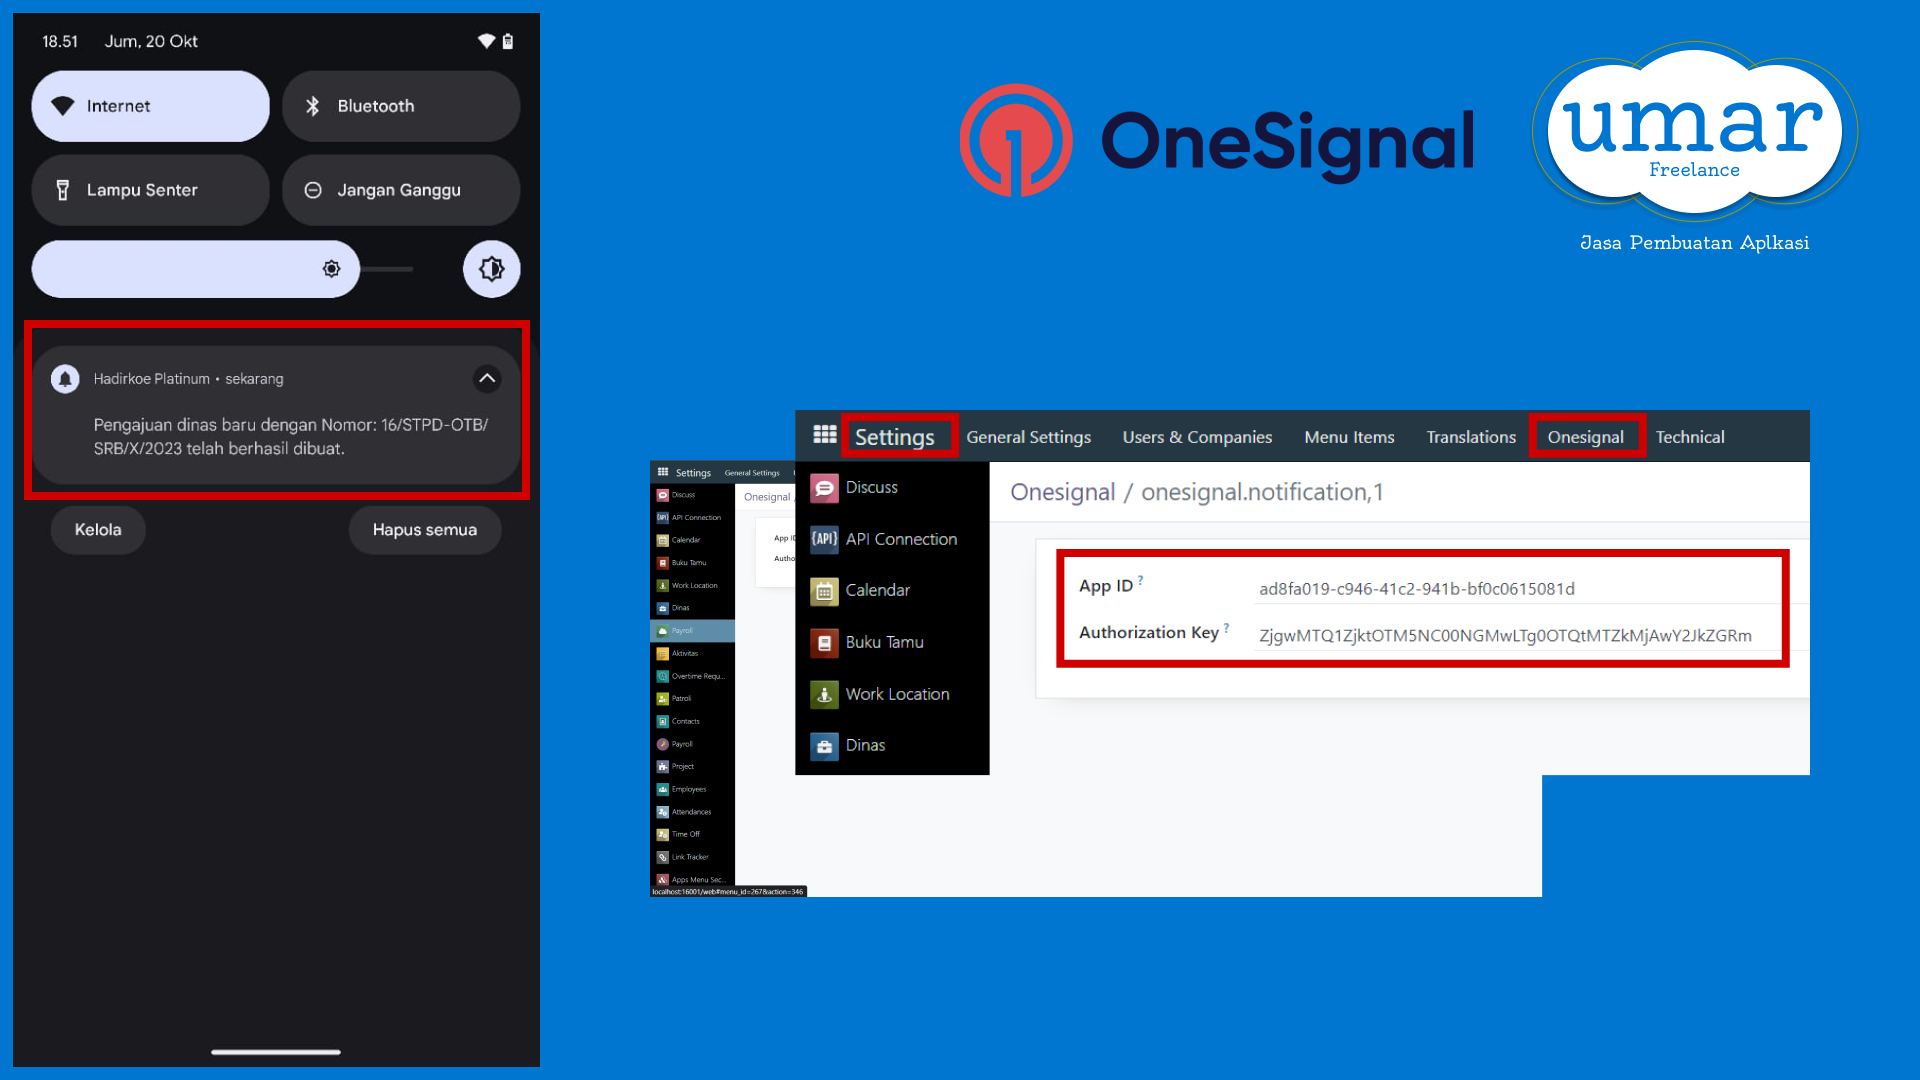 18.51 Jum, 20 Okt
Internet
Bluetooth
Lampu Senter
Jangan Ganggu
Hadirkoe Platinum • sekarang
Pengajuan dinas baru dengan Nomor: 16/STPD-OTB/
SRB/X/2023 telah berhasil dibuat.
Kelola
Hapus semua
OneSignal
umar
Freelance
Jasa Pembuatan Aplkasi
Settings General Settings
Discuss
API Connection
Calendar
Buku Tamu
Work Location
Dinas
Payroll
Aktivitas
Overtime Requ...
Patroli
Contacts
Payroll
Project
Employees
Attendances
Time Off
Link Tracker
Apps Menu Sec...
localhost:16001/web#menu_id=267&action=346
Onesignal /
App ID
Autho
Settings General Settings Users & Companies Menu Items Translations Onesignal Technical
Discuss
{API} API Connection
Calendar
Buku Tamu
Work Location
Dinas
Onesignal / onesignal.notification,1
App ID ? ad8fa019-c946-41c2-941b-bf0c0615081d
Authorization Key ? ZjgwMTQ1ZjktOTM5NC00NGMwLTg0OTQtMTZkMjAwY2JkZGRm